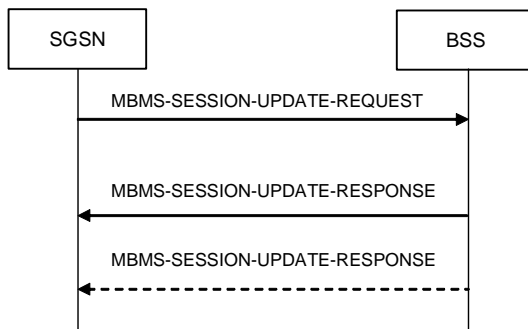 SGSN
BSS
MBMS-SESSION-UPDATE-REQUEST
MBMS-SESSION-UPDATE-RESPONSE
MBMS-SESSION-UPDATE-RESPONSE